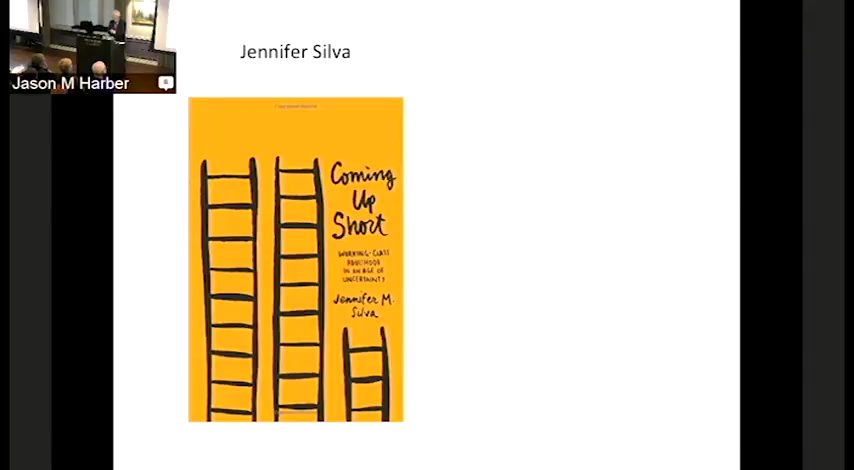 Jason M Harber
Jennifer Silva
Coming
Up
Short
WORKING-CLASS
ADULTHOOD
IN AN AGE OF
UNCERTAINTY
Jennifer M.
Silva